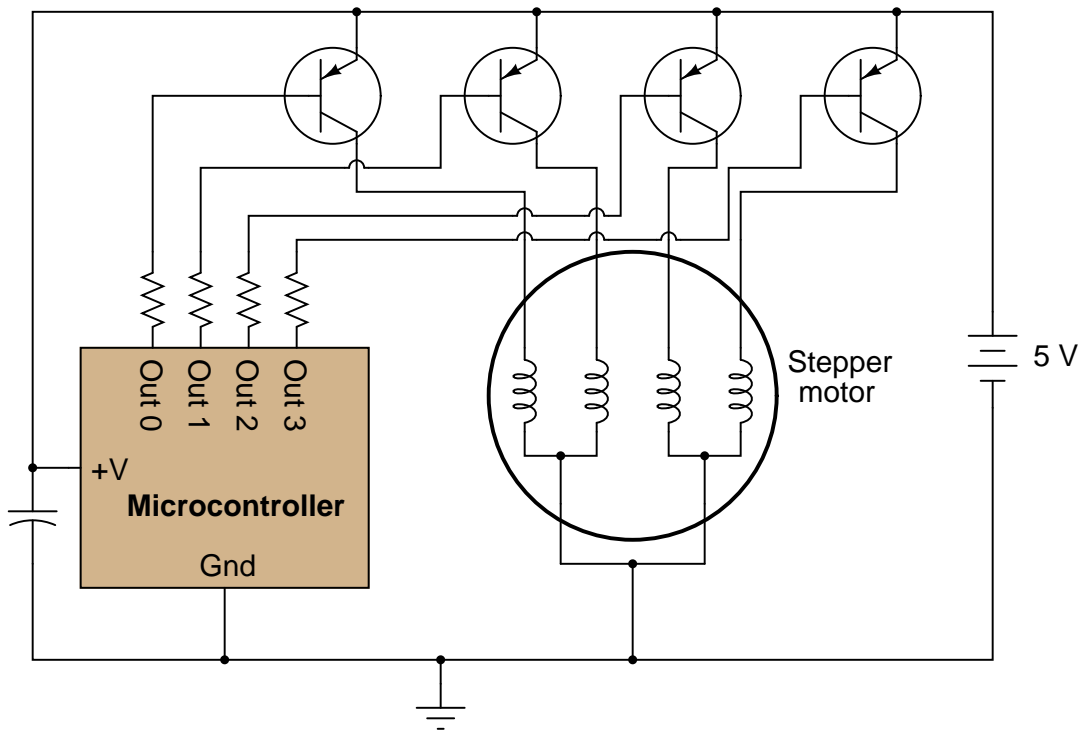 Out 0
Out 1
Out 2
Out 3
+V
Microcontroller
Gnd
Stepper
motor
5 V